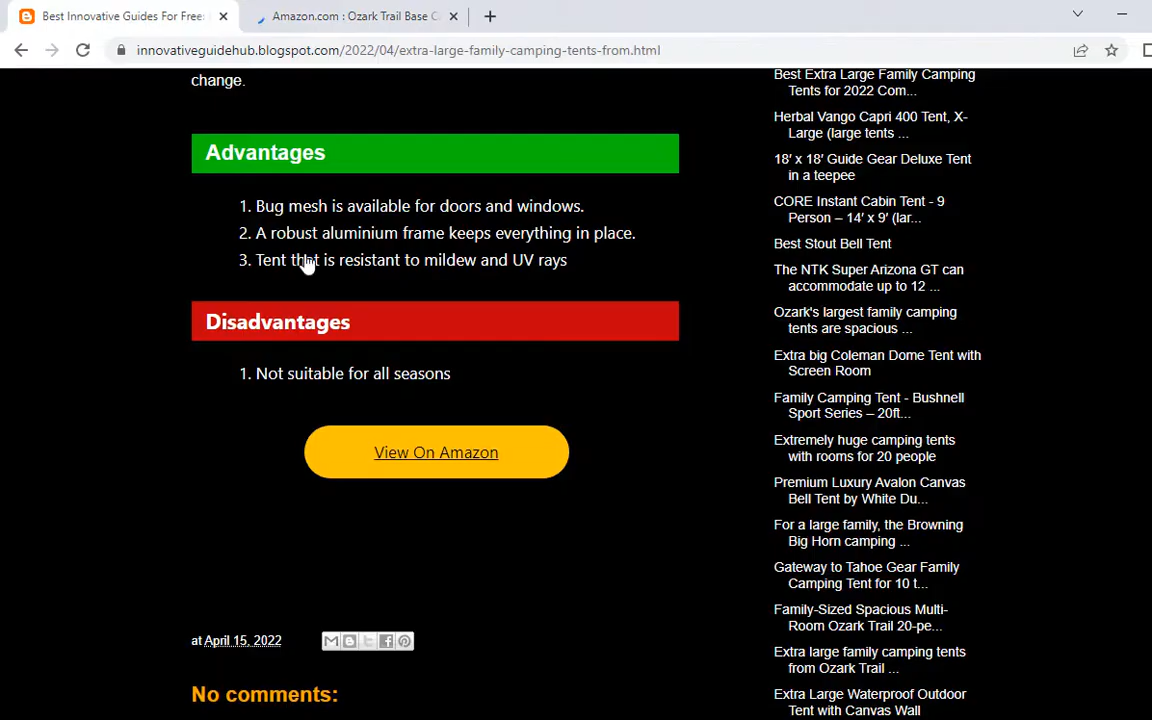 Best Innovative Guides For Free:
Amazon.com : Ozark Trail Base C
innovativeguidehub.blogspot.com/2022/04/extra-large-family-camping-tents-from.html
change.
Advantages
1. Bug mesh is available for doors and windows.
2. A robust aluminium frame keeps everything in place.
3. Tent that is resistant to mildew and UV rays
Disadvantages
1. Not suitable for all seasons
View On Amazon
at April 15, 2022
No comments:
Best Extra Large Family Camping
Tents for 2022 Com...
Herbal Vango Capri 400 Tent, X-
Large (large tents ...
18′ x 18′ Guide Gear Deluxe Tent
in a teepee
CORE Instant Cabin Tent - 9
Person – 14′ x 9′ (lar...
Best Stout Bell Tent
The NTK Super Arizona GT can
accommodate up to 12 ...
Ozark's largest family camping
tents are spacious ...
Extra big Coleman Dome Tent with
Screen Room
Family Camping Tent - Bushnell
Sport Series – 20ft...
Extremely huge camping tents
with rooms for 20 people
Premium Luxury Avalon Canvas
Bell Tent by White Du...
For a large family, the Browning
Big Horn camping ...
Gateway to Tahoe Gear Family
Camping Tent for 10 t...
Family-Sized Spacious Multi-
Room Ozark Trail 20-pe...
Extra large family camping tents
from Ozark Trail ...
Extra Large Waterproof Outdoor
Tent with Canvas Wall